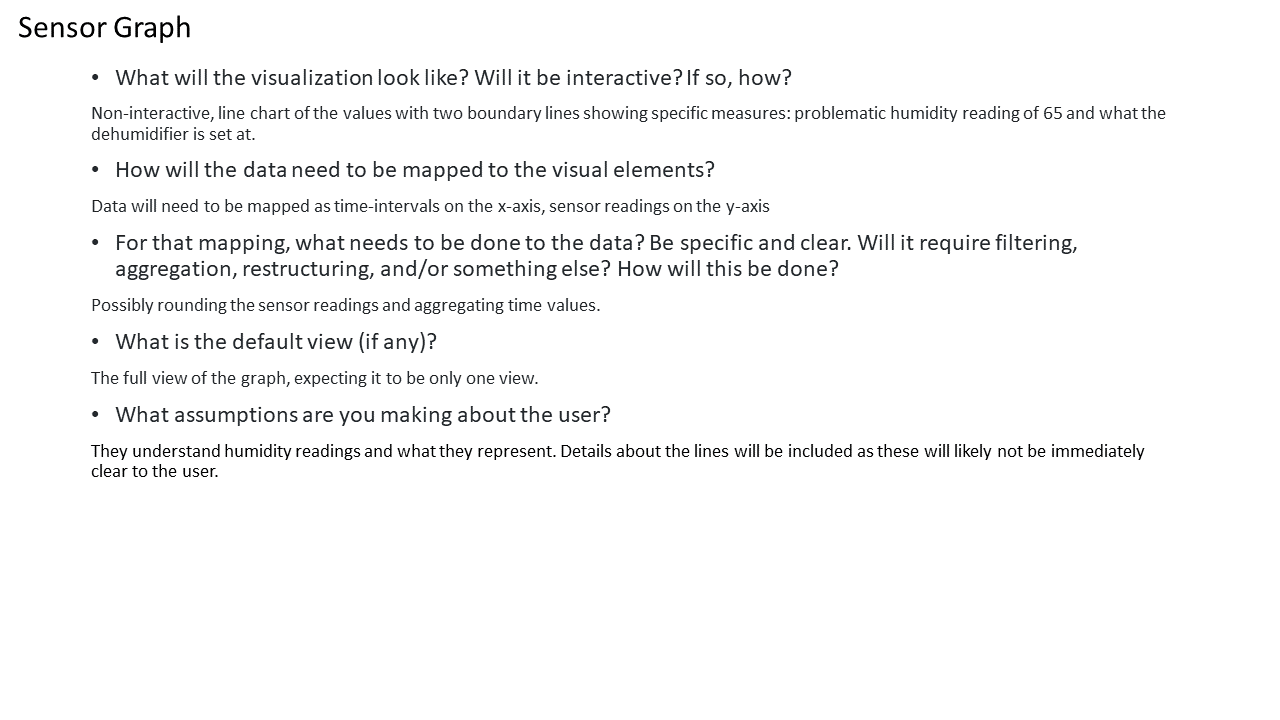 Sensor Graph
• What will the visualization look like? Will it be interactive? If so, how?
Non-interactive, line chart of the values with two boundary lines showing specific measures: problematic humidity reading of 65 and what the
dehumidifier is set at.
• How will the data need to be mapped to the visual elements?
Data will need to be mapped as time-intervals on the x-axis, sensor readings on the y-axis
• For that mapping, what needs to be done to the data? Be specific and clear. Will it require filtering,
aggregation, restructuring, and/or something else? How will this be done?
Possibly rounding the sensor readings and aggregating time values.
• What is the default view (if any)?
The full view of the graph, expecting it to be only one view.
• What assumptions are you making about the user?
They understand humidity readings and what they represent. Details about the lines will be included as these will likely not be immediately
clear to the user.